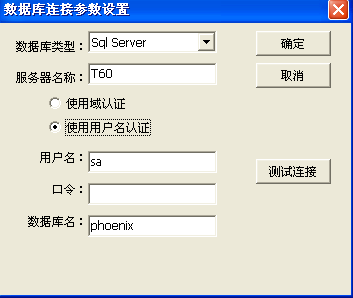 数据库连接参数设置
数据库类型： Sql Server 确定
服务器名称： T60 取消
使用域认证
使用用户名认证
用户名： sa 测试连接
口令：
数据库名： phoenix